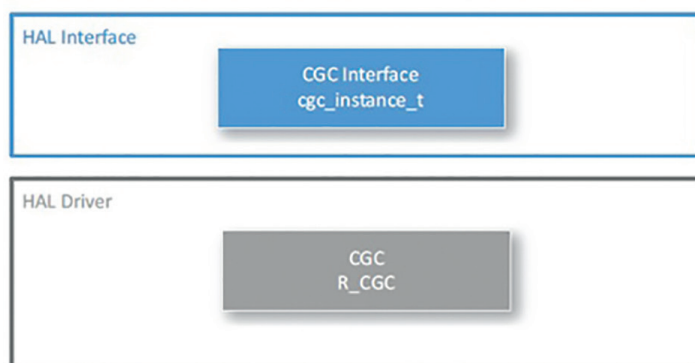 HAL Interface
CGC Interface
cgc_instance_t
HAL Driver
CGC
R_CGC